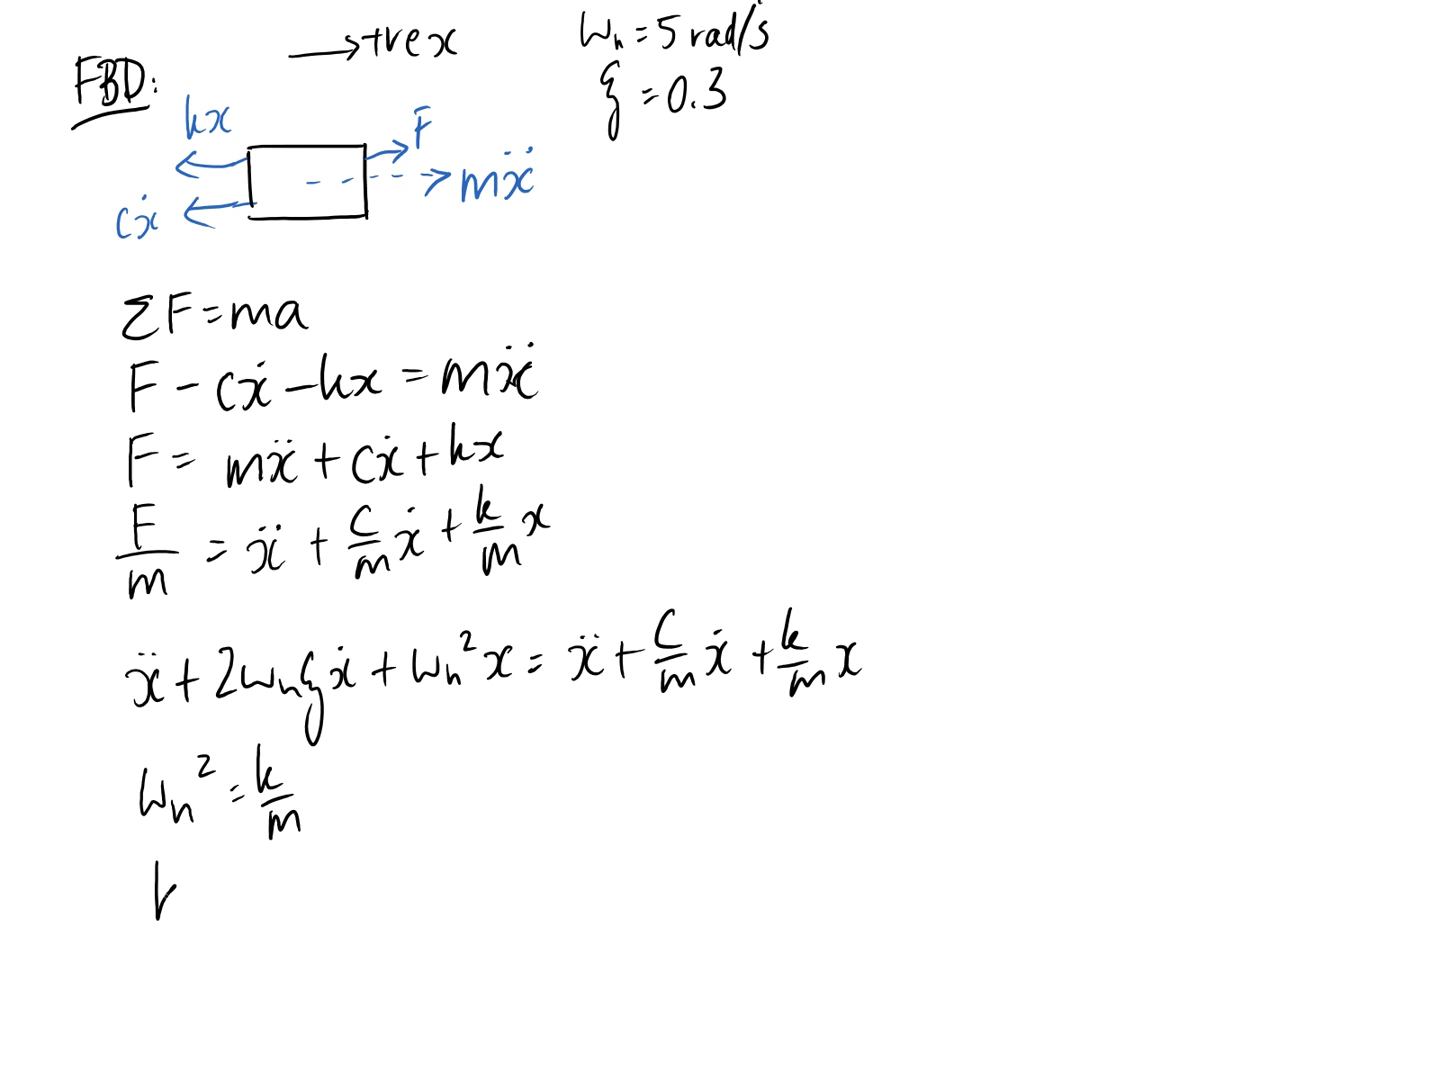 → +ve x
ωₙ = 5 rad/s
FBD:
ξ = 0.3
kx
F
mẍ
cẋ
ΣF = ma
F - cẋ - kx = mẍ
F = mẍ + cẋ + kx
F/m = ẍ + c/m ẋ + k/m x
ẍ + 2ωₙξẋ + ωₙ²x = ẍ + c/m ẋ + k/m x
ωₙ² = k/m